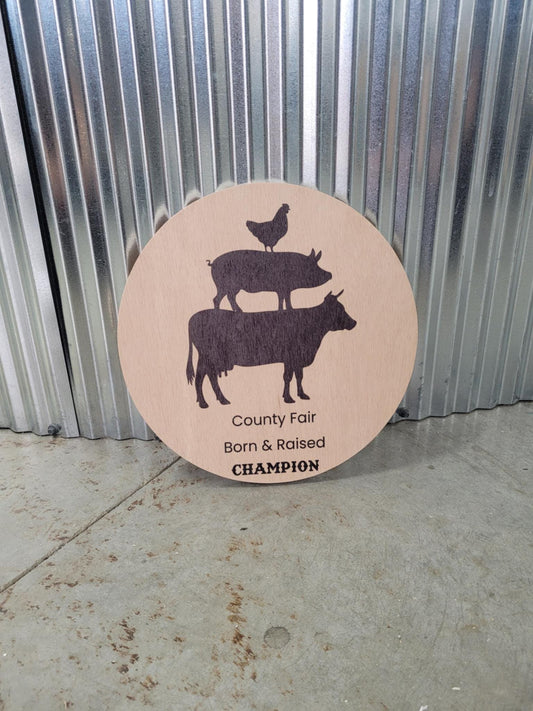 County Fair
Born & Raised
CHAMPION